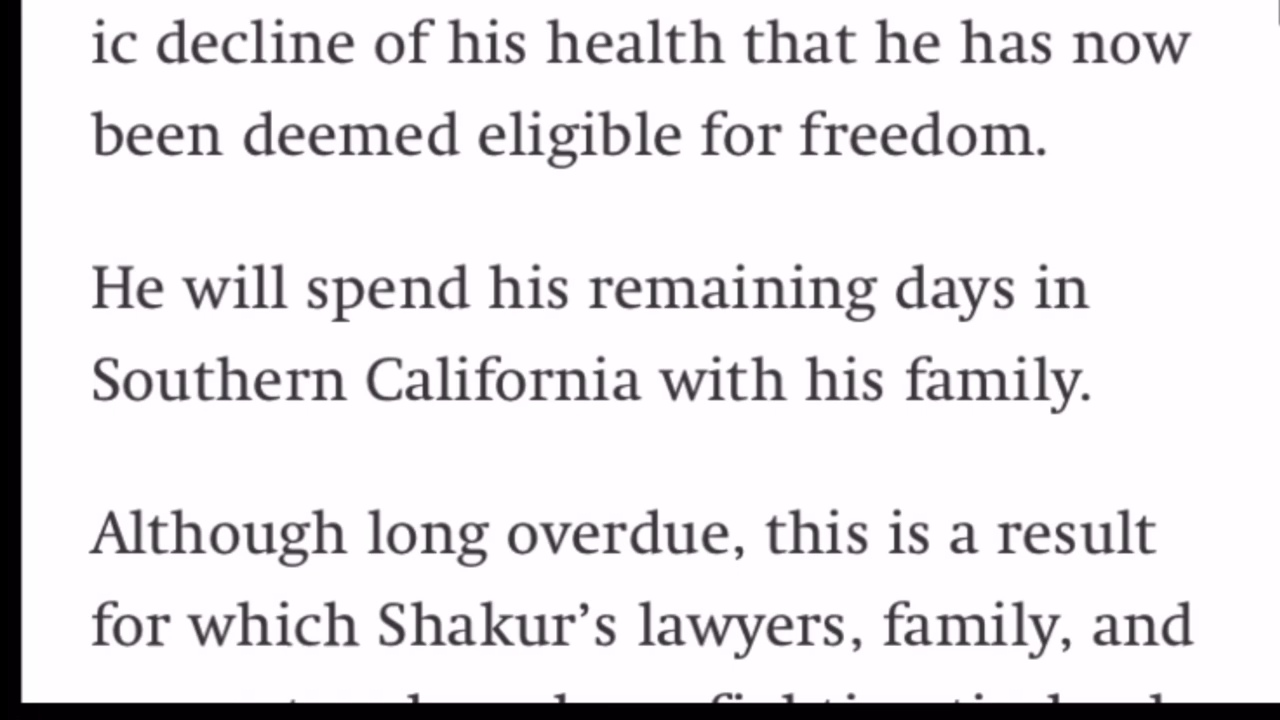 ic decline of his health that he has now
been deemed eligible for freedom.
He will spend his remaining days in
Southern California with his family.
Although long overdue, this is a result
for which Shakur’s lawyers, family, and